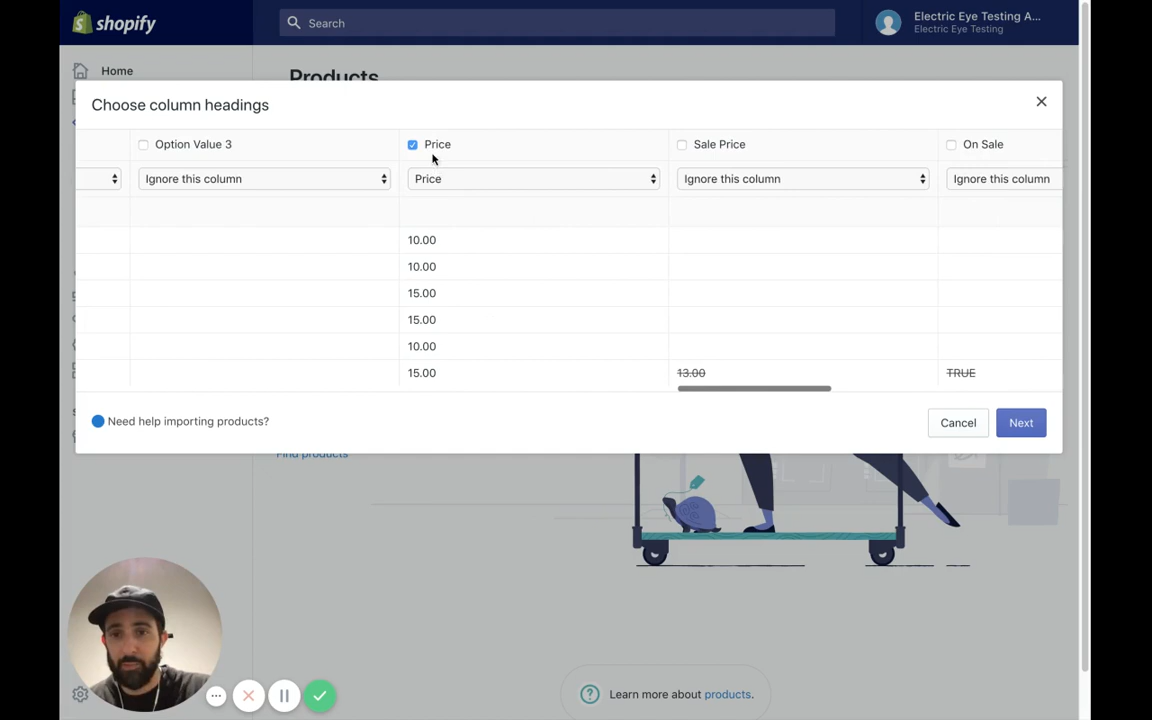 shopify
Search
Electric Eye Testing A...
Electric Eye Testing
Home
Products
Choose column headings
Option Value 3
Price
Sale Price
On Sale
Ignore this column
Price
Ignore this column
Ignore this column
10.00
10.00
15.00
15.00
10.00
15.00
13.00
TRUE
Need help importing products?
Cancel
Next
Find products
Learn more about products.